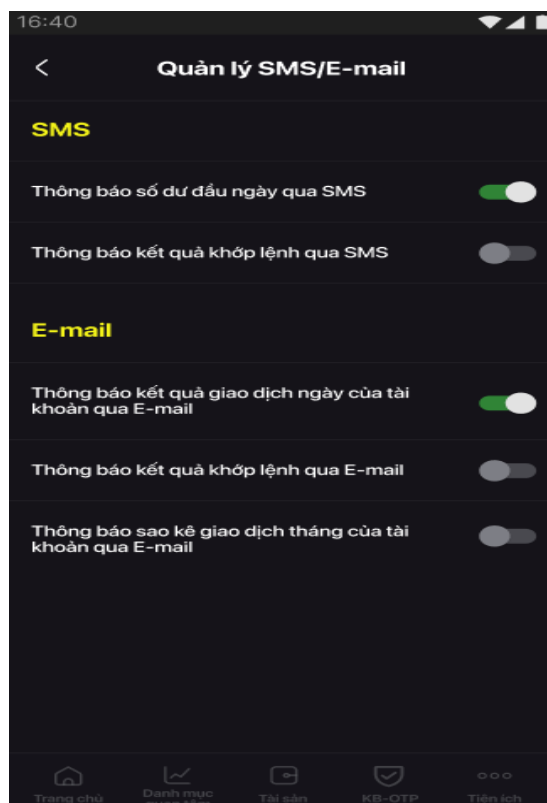 16:40
Quản lý SMS/E-mail
SMS
Thông báo số dư đầu ngày qua SMS
Thông báo kết quả khớp lệnh qua SMS
E-mail
Thông báo kết quả giao dịch ngày của tài
khoản qua E-mail
Thông báo kết quả khớp lệnh qua E-mail
Thông báo sao kê giao dịch tháng của tài
khoản qua E-mail
Trang chủ
Danh mục
quan tâm
Tài sản
KB-OTP
Tiện ích